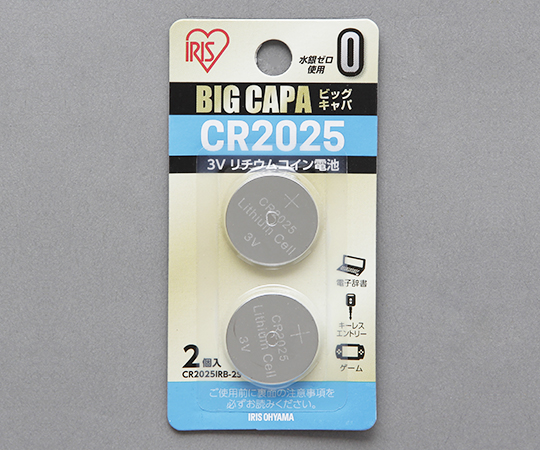 IRIS
水銀ゼロ
使用
0
BIG CAPA ビッグ
キャパ
CR2025
3V リチウムコイン電池
CR2025
Lithium Cell
3V
電子辞書
キーレス
エントリー
ゲーム
CR2025
Lithium Cell
3V
2個入
CR2025IRB-2S
ご使用前に裏面の注意事項を
必ずお読みください。
IRIS OHYAMA